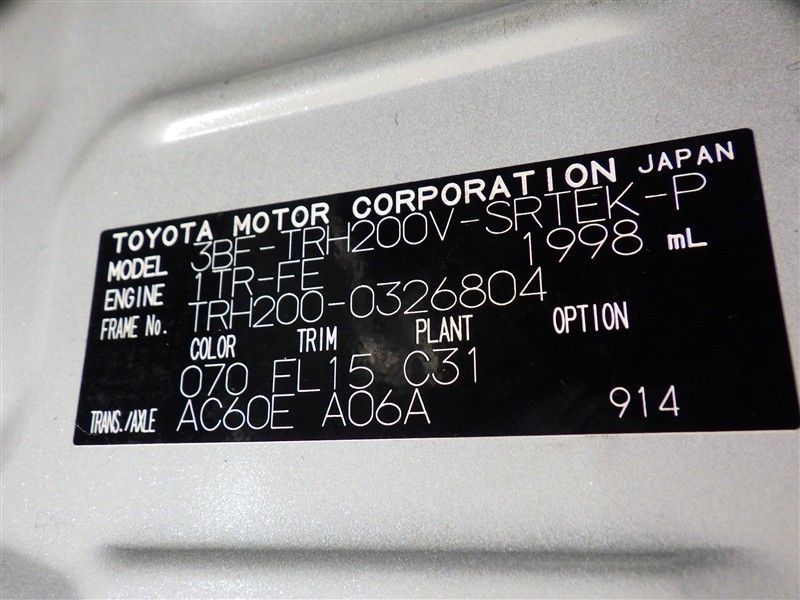 TOYOTA MOTOR CORPORATION JAPAN
MODEL 3BF-TRH200V-SRTEK-P
ENGINE 1TR-FE 1998 mL
FRAME No. TRH200-0326804
COLOR TRIM PLANT OPTION
070 FL15 C31
TRANS./AXLE AC60E A06A 914